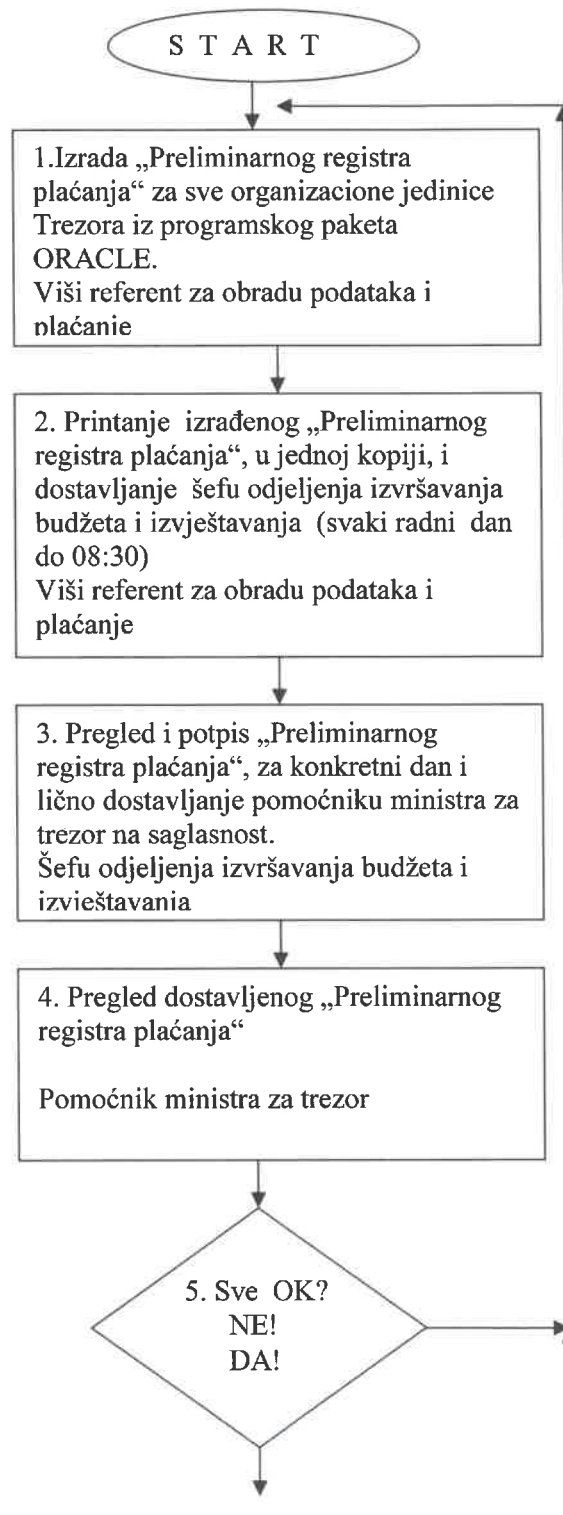 S T A R T
1.Izrada „Preliminarnog registra
plaćanja“ za sve organizacione jedinice
Trezora iz programskog paketa
ORACLE.
Viši referent za obradu podataka i
plaćanje
2. Printanje izrađenog „Preliminarnog
registra plaćanja“, u jednoj kopiji, i
dostavljanje šefu odjeljenja izvršavanja
budžeta i izvještavanja (svaki radni dan
do 08:30)
Viši referent za obradu podataka i
plaćanje
3. Pregled i potpis „Preliminarnog
registra plaćanja“, za konkretni dan i
lično dostavljanje pomoćniku ministra za
trezor na saglasnost.
Šefu odjeljenja izvršavanja budžeta i
izvještavanja
4. Pregled dostavljenog „Preliminarnog
registra plaćanja“
Pomoćnik ministra za trezor
5. Sve OK?
NE!
DA!